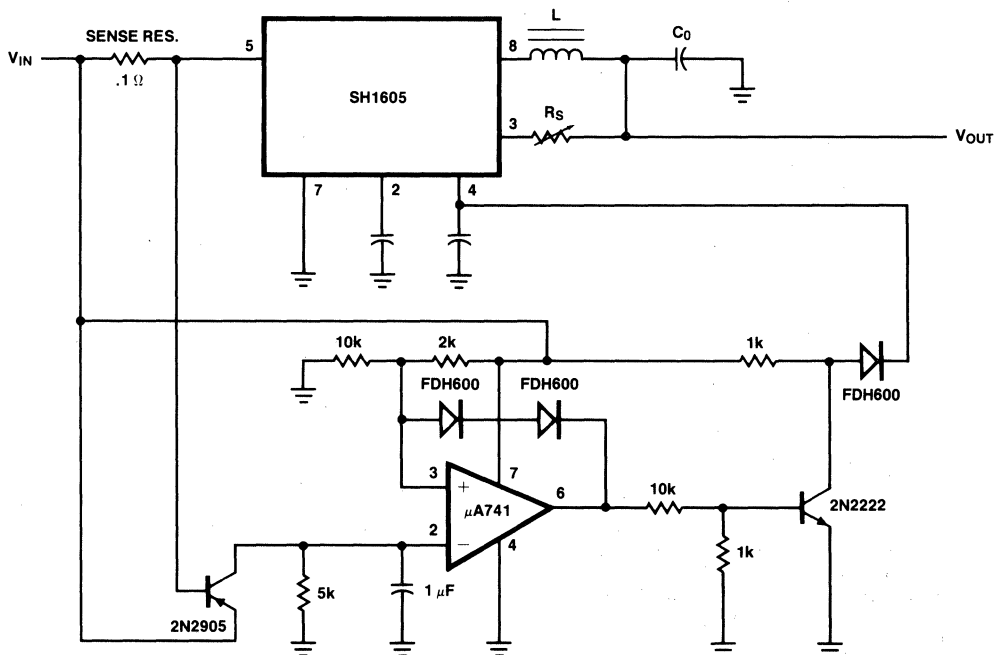 L
SENSE RES.
C0
VIN
5
8
.1 Ω
SH1605
RS
3
VOUT
7
2
4
10k
2k
1k
FDH600
FDH600
FDH600
3
7
+
μA741
6
10k
2N2222
2
−
4
1k
5k
1 μF
2N2905